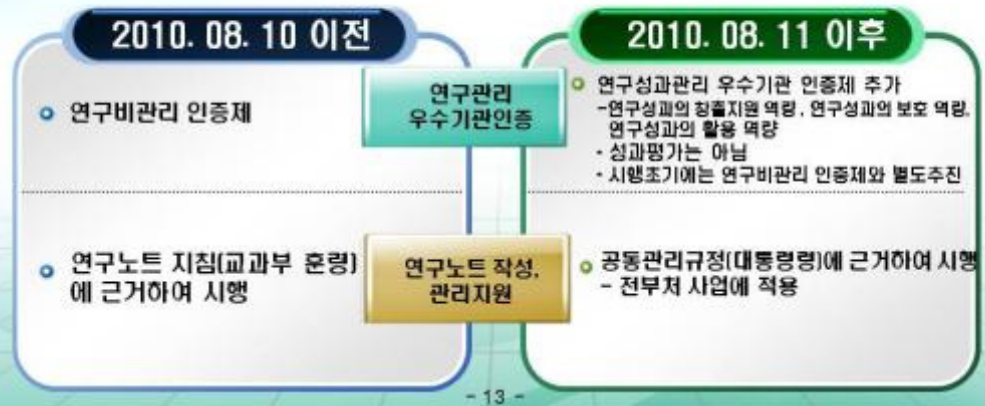 2010. 08. 10 이전
2010. 08. 11 이후
연구비관리 인증제
연구관리
우수기관인증
연구성과관리 우수기관 인증제 추가
-연구성과의 창출지원 역량, 연구성과의 보호 역량,
연구성과의 활용 역량
· 성과평가는 아님
· 시행초기에는 연구비관리 인증제와 별도추진
연구노트 지침(교과부 훈령)
에 근거하여 시행
연구노트 작성,
관리지원
공동관리규정(대통령령)에 근거하여 시행
- 전부처 사업에 적용
- 13 -